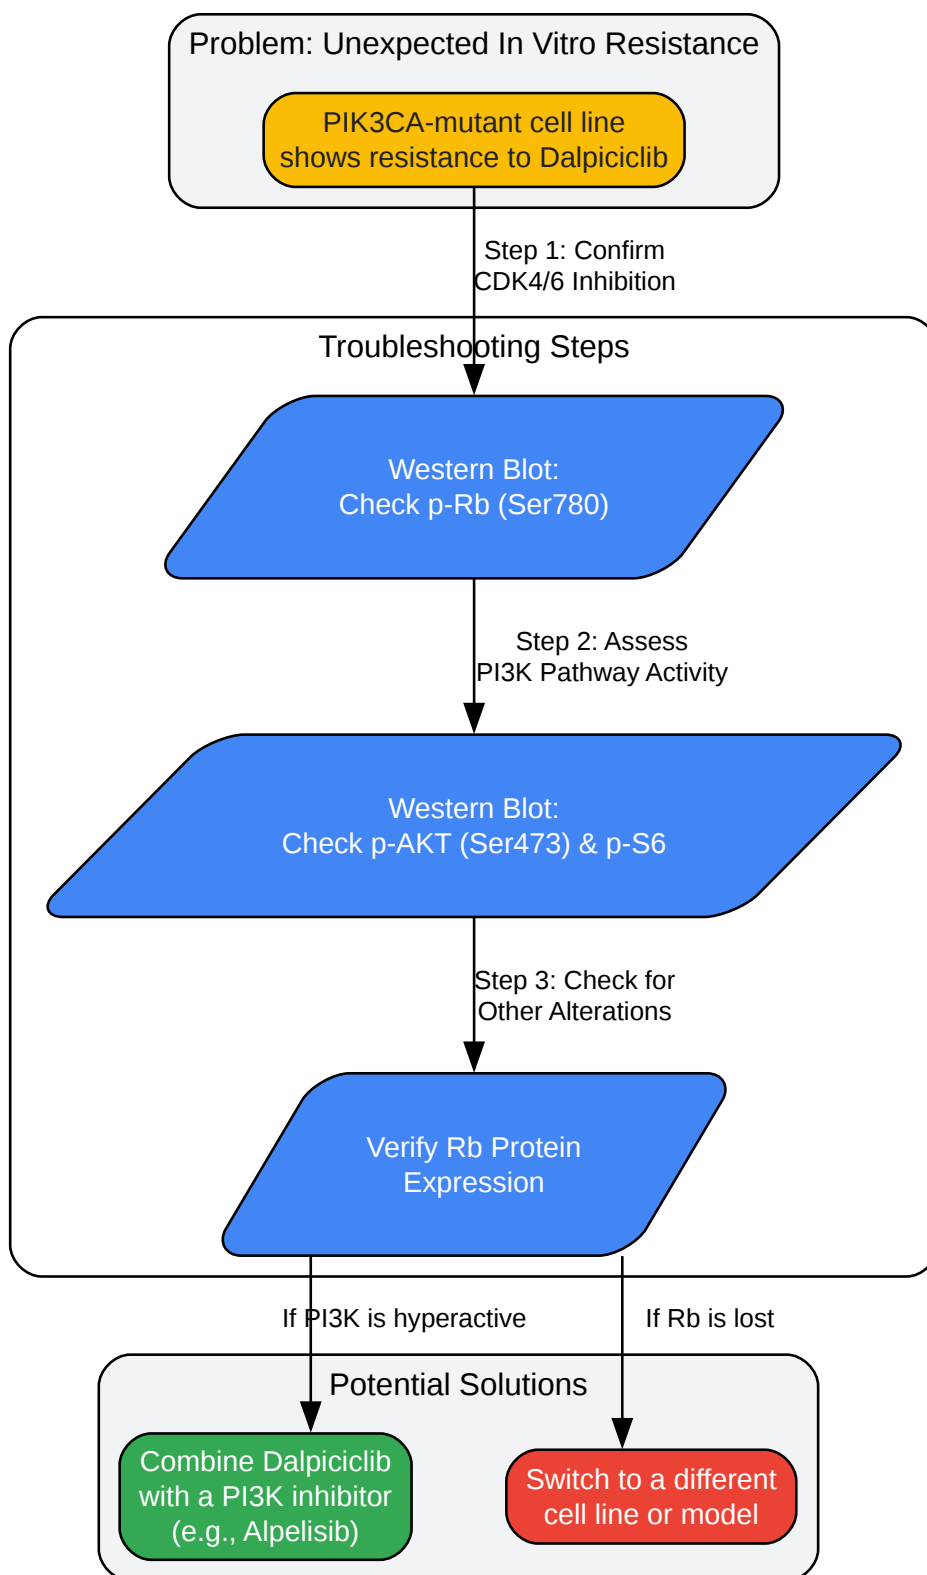 Problem: Unexpected In Vitro Resistance
PIK3CA-mutant cell line
shows resistance to Dalpiciclib
Step 1: Confirm
CDK4/6 Inhibition
Troubleshooting Steps
Western Blot:
Check p-Rb (Ser780)
Step 2: Assess
PI3K Pathway Activity
Western Blot:
Check p-AKT (Ser473) & p-S6
Step 3: Check for
Other Alterations
Verify Rb Protein
Expression
If PI3K is hyperactive
If Rb is lost
Potential Solutions
Combine Dalpiciclib
with a PI3K inhibitor
(e.g., Alpelisib)
Switch to a different
cell line or model